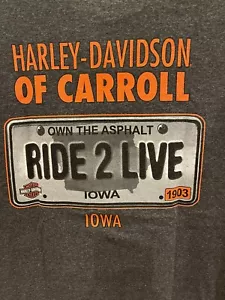 HARLEY-DAVIDSON
OF CARROLL
OWN THE ASPHALT
RIDE 2 LIVE
IOWA
1903
IOWA